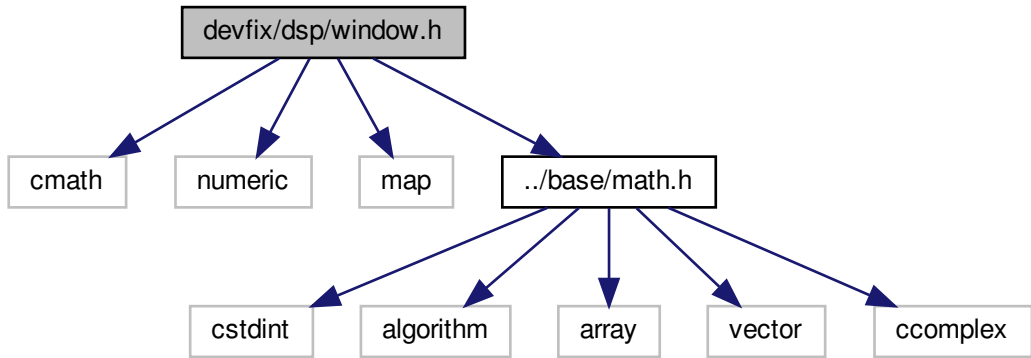 devfix/dsp/window.h
cmath
numeric
map
../base/math.h
cstdint
algorithm
array
vector
ccomplex